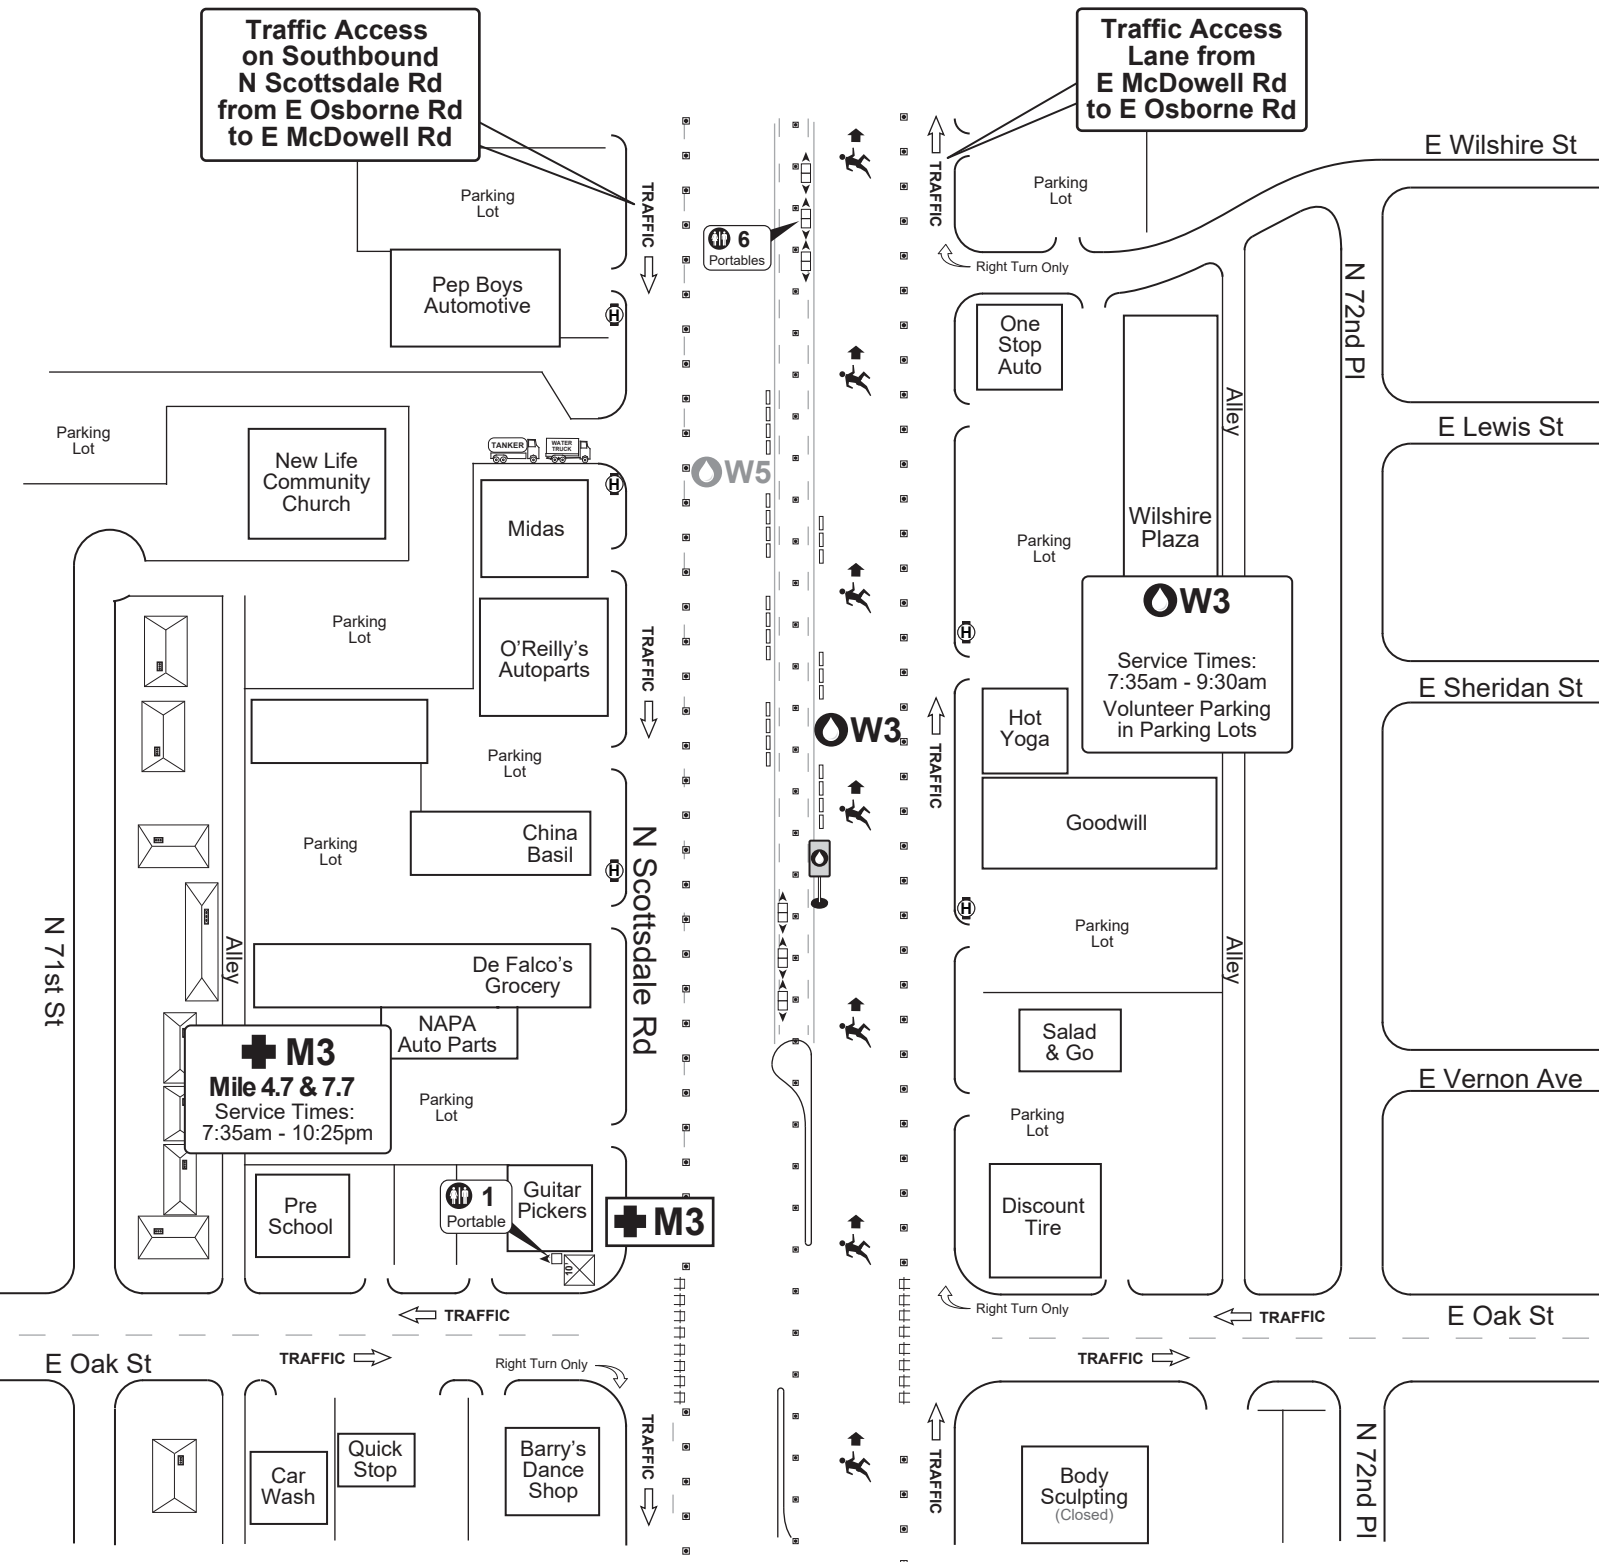 Traffic Access
on Southbound
N Scottsdale Rd
from E Osborne Rd
to E McDowell Rd
Traffic Access
Lane from
E McDowell Rd
to E Osborne Rd
E Wilshire St
Parking
Lot
TRAFFIC
6
Portables
TRAFFIC
Parking
Lot
Right Turn Only
Pep Boys
Automotive
H
One
Stop
Auto
N 72nd Pl
Alley
E Lewis St
Parking
Lot
New Life
Community
Church
TANKER
WATER
TRUCK
H
W5
Midas
Parking
Lot
Wilshire
Plaza
W3
Service Times:
7:35am - 9:30am
Volunteer Parking
in Parking Lots
Parking
Lot
O'Reilly's
Autoparts
TRAFFIC
H
E Sheridan St
W3
Hot
Yoga
TRAFFIC
Parking
Lot
Goodwill
China
Basil
Parking
Lot
H
N Scottsdale Rd
H
Parking
Lot
Alley
N 71st St
Alley
De Falco's
Grocery
NAPA
Auto Parts
Salad
& Go
M3
Mile 4.7 & 7.7
Service Times:
7:35am - 10:25pm
Parking
Lot
E Vernon Ave
Parking
Lot
Pre
School
1
Portable
Guitar
Pickers
M3
10'
Discount
Tire
Right Turn Only
TRAFFIC
TRAFFIC
E Oak St
E Oak St
TRAFFIC
Right Turn Only
TRAFFIC
TRAFFIC
TRAFFIC
Car
Wash
Quick
Stop
Barry's
Dance
Shop
Body
Sculpting
(Closed)
N 72nd Pl